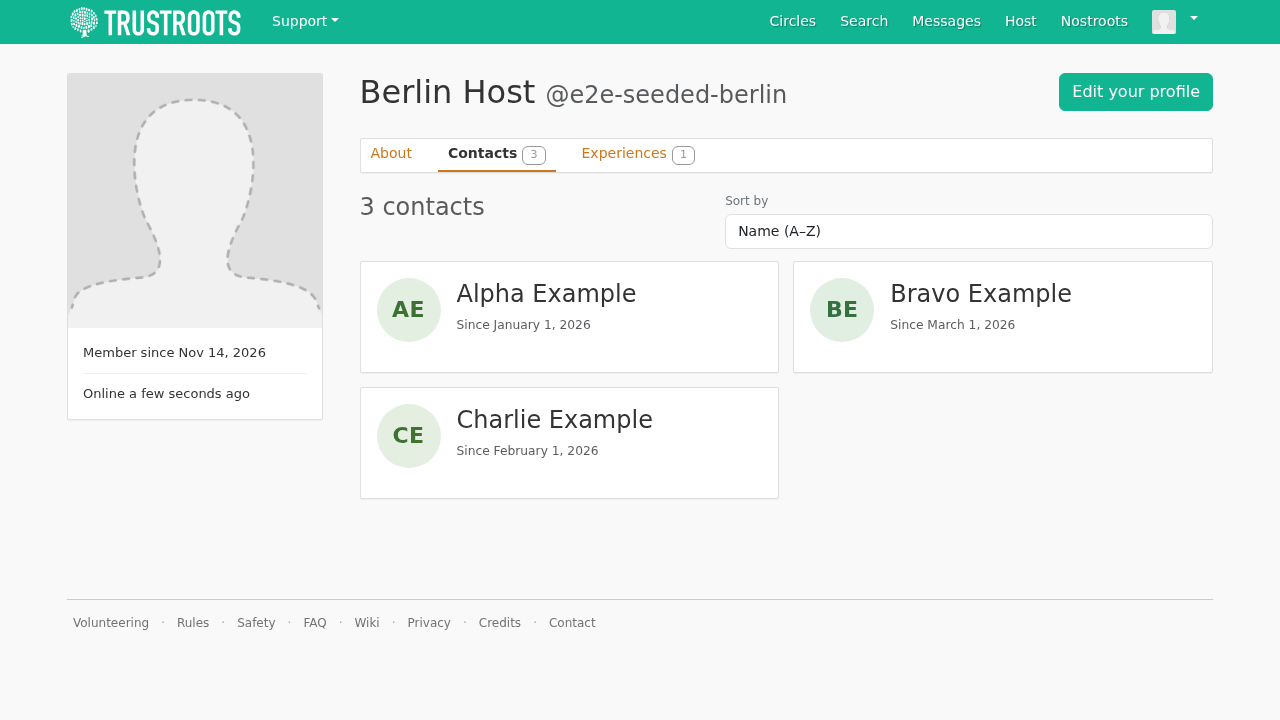 TRUSTROOTS Support Circles Search Messages Host Nostroots
Berlin Host @e2e-seeded-berlin Edit your profile
About Contacts 3 Experiences 1
3 contacts
Sort by
Name (A–Z)
AE Alpha Example
Since January 1, 2026
BE Bravo Example
Since March 1, 2026
CE Charlie Example
Since February 1, 2026
Member since Nov 14, 2026
Online a few seconds ago
Volunteering · Rules · Safety · FAQ · Wiki · Privacy · Credits · Contact